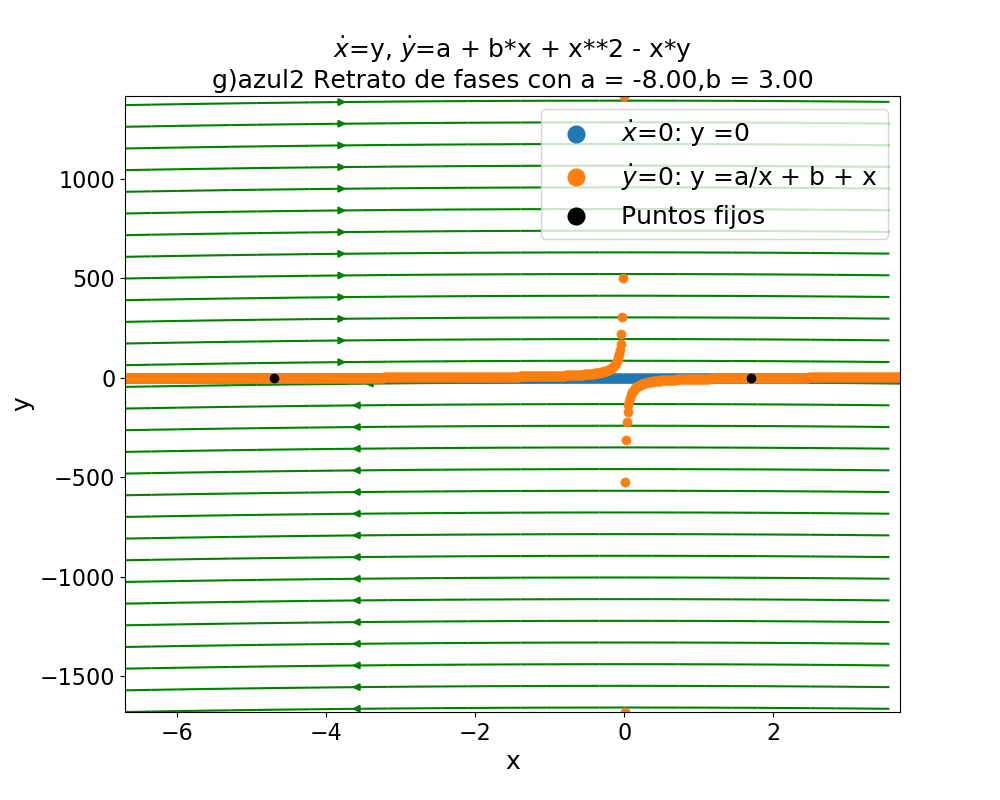 ẋ=y, ẏ=a + b*x + x**2 - x*y
g)azul2 Retrato de fases con a = -8.00,b = 3.00
ẋ=0: y =0
ẏ=0: y =a/x + b + x
Puntos fijos
1000
500
0
−500
−1000
−1500
y
−6
−4
−2
0
2
x